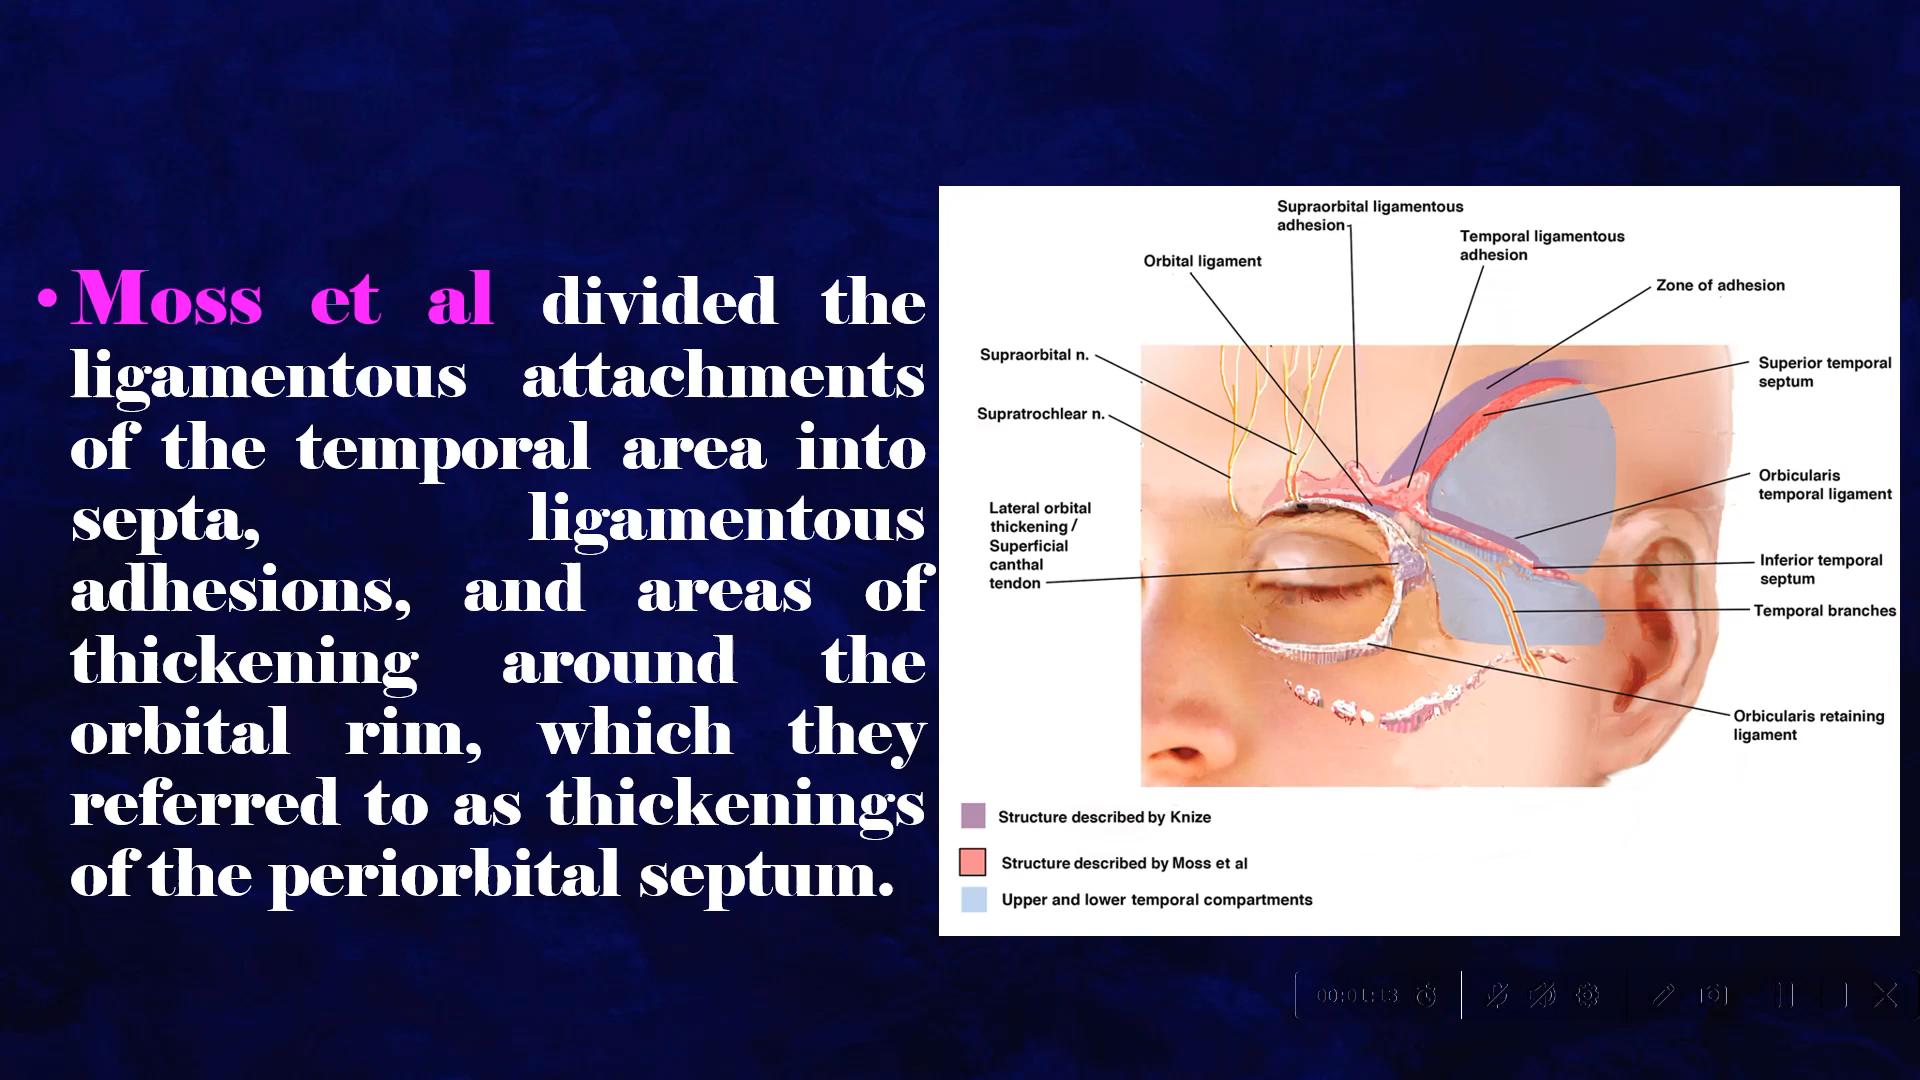 • Moss et al divided the
ligamentous attachments
of the temporal area into
septa, ligamentous
adhesions, and areas of
thickening around the
orbital rim, which they
referred to as thickenings
of the periorbital septum.
Supraorbital ligamentous
adhesion
Temporal ligamentous
adhesion
Orbital ligament
Zone of adhesion
Supraorbital n.
Superior temporal
septum
Supratrochlear n.
Orbicularis
temporal ligament
Lateral orbital
thickening/
Superficial
canthal
tendon
Inferior temporal
septum
Temporal branches
Orbicularis retaining
ligament
Structure described by Knize
Structure described by Moss et al
Upper and lower temporal compartments
00:01:13